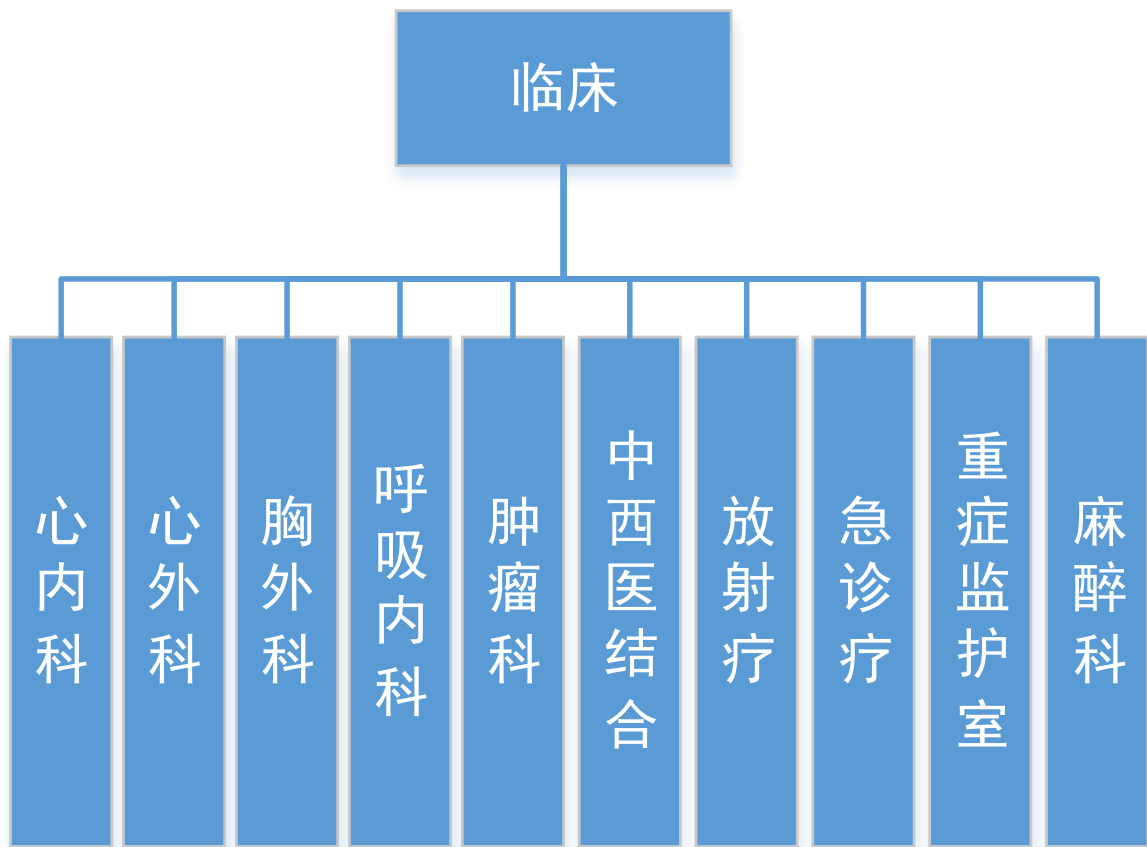 临床
心内科
心外科
胸外科
呼吸内科
肿瘤科
中西医结合
放射疗
急诊疗
重症监护室
麻醉科